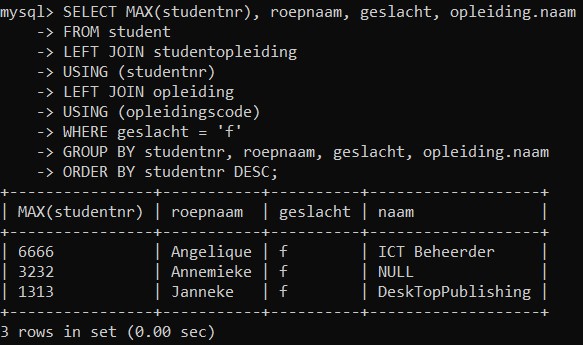 mysql> SELECT MAX(studentnr), roepnaam, geslacht, opleiding.naam
    -> FROM student
    -> LEFT JOIN studentopleiding
    -> USING (studentnr)
    -> LEFT JOIN opleiding
    -> USING (opleidingscode)
    -> WHERE geslacht = 'f'
    -> GROUP BY studentnr, roepnaam, geslacht, opleiding.naam
    -> ORDER BY studentnr DESC;
+----------------+-----------+----------+------------------+
| MAX(studentnr) | roepnaam  | geslacht | naam             |
+----------------+-----------+----------+------------------+
| 6666           | Angelique | f        | ICT Beheerder    |
| 3232           | Annemieke | f        | NULL             |
| 1313           | Janneke   | f        | DeskTopPublishing |
+----------------+-----------+----------+------------------+
3 rows in set (0.00 sec)